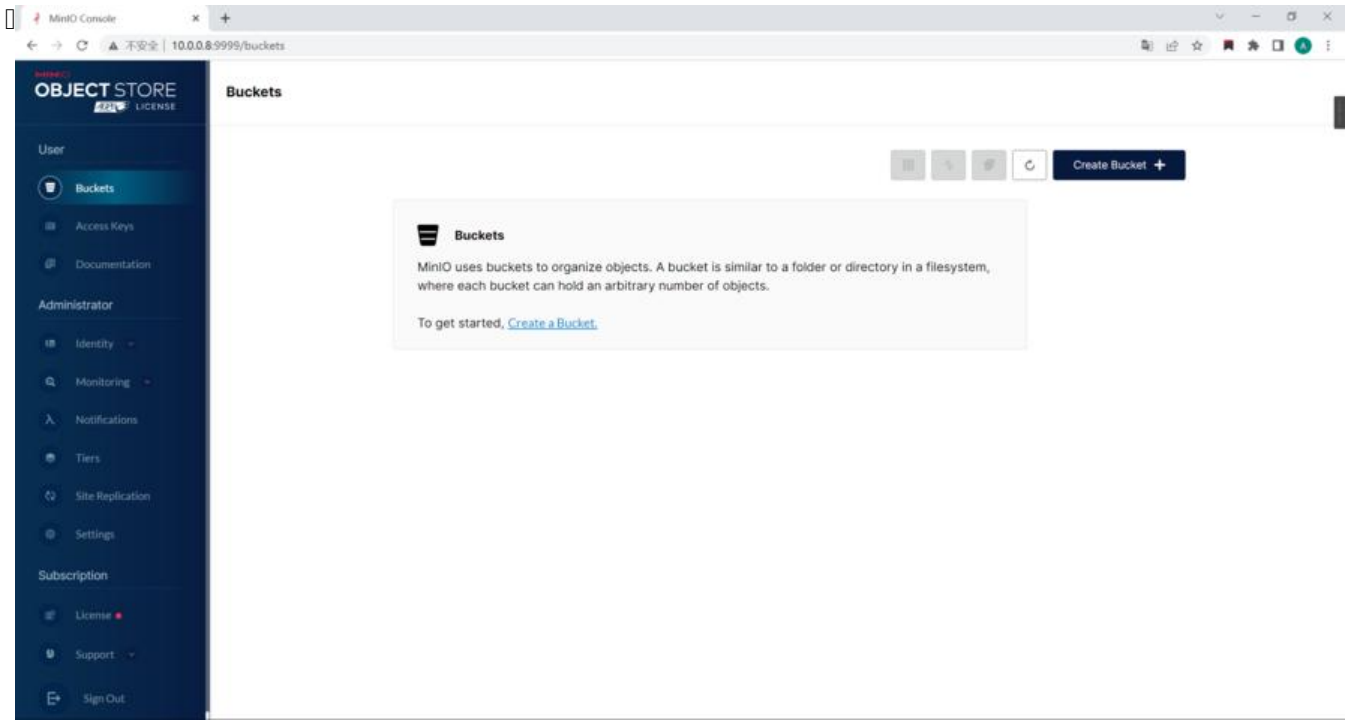 MinIO Console
不安全 | 10.0.0.8:9999/buckets
MINIO
OBJECT STORE
LICENSE
Buckets
User
Create Bucket +
Buckets
Access Keys
Documentation
Administrator
Identity
Monitoring
Notifications
Tiers
Site Replication
Settings
Subscription
License
Support
Sign Out
Buckets
MinIO uses buckets to organize objects. A bucket is similar to a folder or directory in a filesystem,
where each bucket can hold an arbitrary number of objects.
To get started, Create a Bucket.